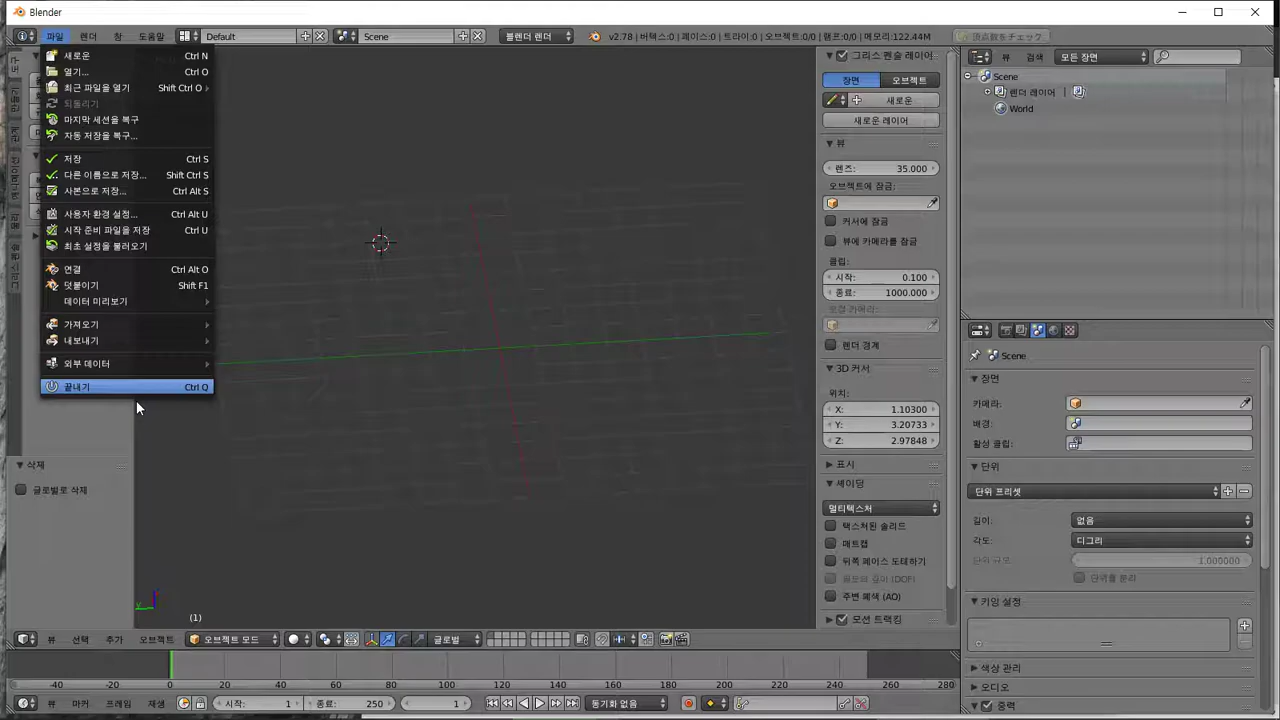 Blender
파일
렌더
창
도움말
Default
Scene
블렌더 렌더
v2.78 | 버텍스:0 | 페이스:0 | 트라이:0 | 오브젝트:0/0 | 램프:0/0 | 메모리:122.44M
새로운 Ctrl N
열기... Ctrl O
최근 파일을 열기 Shift Ctrl O
되돌리기
마지막 세션을 복구
자동 저장을 복구...
저장 Ctrl S
다른 이름으로 저장... Shift Ctrl S
사본으로 저장... Ctrl Alt S
사용자 환경 설정... Ctrl Alt U
시작 준비 파일을 저장 Ctrl U
최초 설정을 불러오기
연결 Ctrl Alt O
덧붙이기 Shift F1
데이터 미리보기
가져오기
내보내기
외부 데이터
끝내기 Ctrl Q
삭제
글로벌로 삭제
(1)
그리스 펜슬 레이어
장면 오브젝트
새로운
새로운 레이어
뷰
렌즈: 35.000
오브젝트에 잠금:
커서에 잠금
뷰에 카메라를 잠금
클립:
시작: 0.100
종료: 1000.000
렌더 경계
3D 커서
위치:
X: 1.10300
Y: 3.20733
Z: 2.97848
표시
셰이딩
멀티텍스처
텍스처된 솔리드
매트캡
뒤쪽 페이스 도태하기
주변 폐색 (AO)
모션 트랙킹
뷰 검색 모든 장면
Scene
렌더 레이어
World
Scene
장면
카메라:
배경:
활성 클립:
단위
단위 프리셋
길이: 없음
각도: 디그리
단위 규모: 1.000000
단위를 분리
키잉 설정
색상 관리
오디오
중력
뷰 선택 추가 오브젝트 오브젝트 모드 글로벌
-40 -20 0 20 40 60 80 100 120 140 160 180 200 220 240 260 280
뷰 마커 프레임 재생 시작: 1 종료: 250 1 동기화 없음